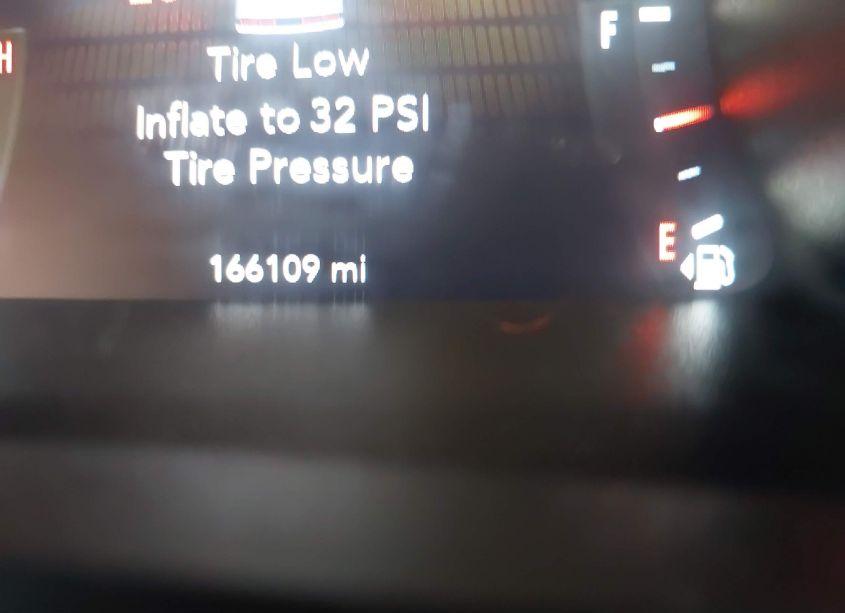 H
F
Tire Low
Inflate to 32 PSI
Tire Pressure
E
166109 mi